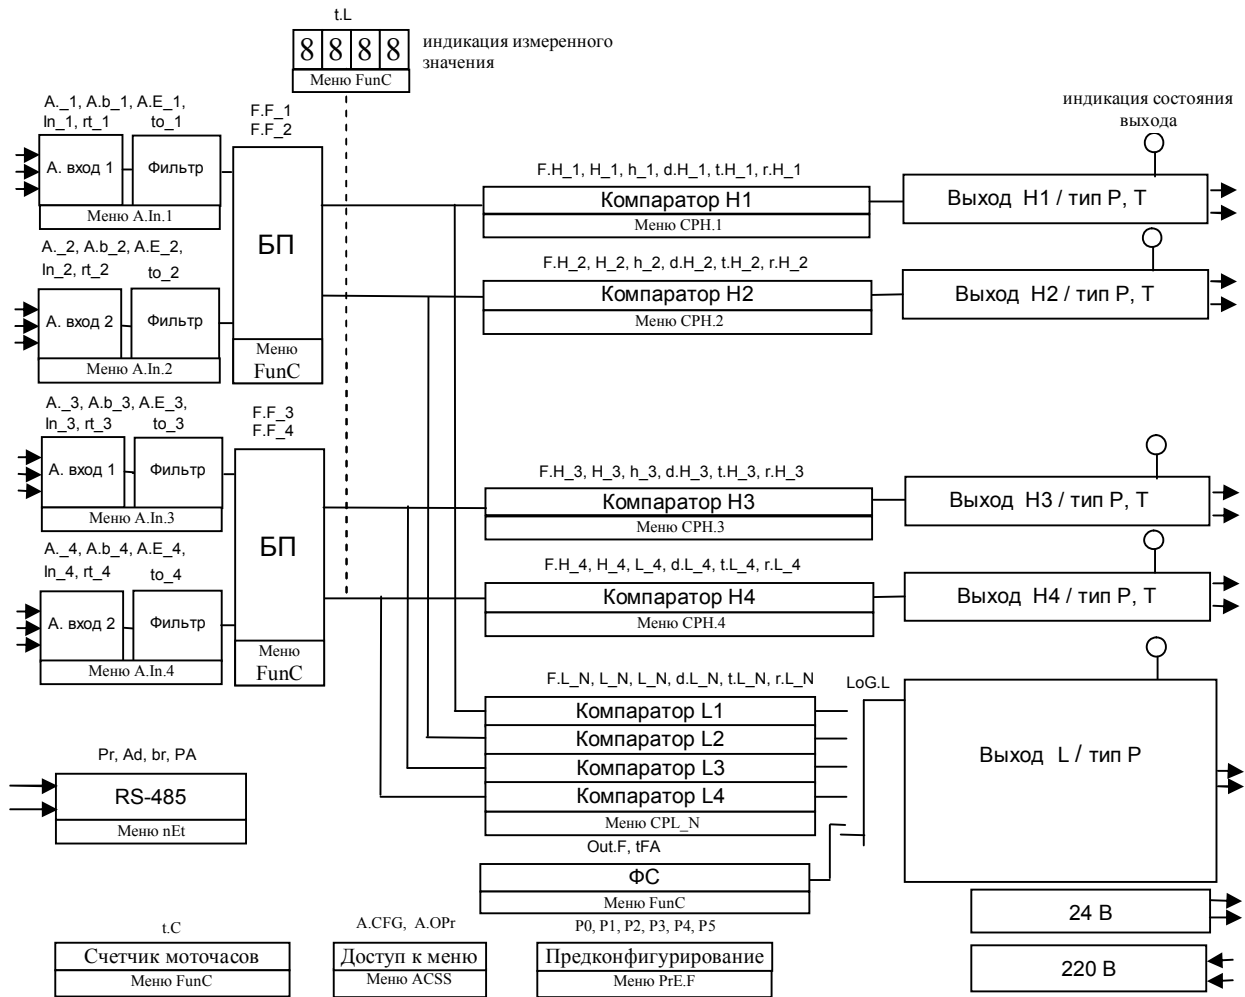 t.L
8 8 8 8
Меню FunC
индикация измеренного
значения
A._1, A.b_1, A.E_1,
In_1, rt_1 to_1
А. вход 1
Фильтр
Меню A.In.1
F.F_1
F.F_2
A._2, A.b_2, A.E_2,
In_2, rt_2 to_2
А. вход 2
Фильтр
Меню A.In.2
БП
Меню
FunC
индикация состояния
выхода
F.H_1, H_1, h_1, d.H_1, t.H_1, r.H_1
Компаратор H1
Меню CPH.1
Выход H1 / тип Р, Т
F.H_2, H_2, h_2, d.H_2, t.H_2, r.H_2
Компаратор H2
Меню CPH.2
Выход H2 / тип Р, Т
A._3, A.b_3, A.E_3,
In_3, rt_3 to_3
А. вход 1
Фильтр
Меню A.In.3
F.F_3
F.F_4
A._4, A.b_4, A.E_4,
In_4, rt_4 to_4
А. вход 2
Фильтр
Меню A.In.4
БП
Меню
FunC
F.H_3, H_3, h_3, d.H_3, t.H_3, r.H_3
Компаратор H3
Меню CPH.3
Выход H3 / тип Р, Т
F.H_4, H_4, L_4, d.L_4, t.L_4, r.L_4
Компаратор H4
Меню CPH.4
Выход H4 / тип Р, Т
F.L_N, L_N, L_N, d.L_N, t.L_N, r.L_N
Компаратор L1
Компаратор L2
Компаратор L3
Компаратор L4
Меню CPL_N
LoG.L
Выход L / тип Р
Pr, Ad, br, PA
RS-485
Меню nEt
Out.F, tFA
ФС
Меню FunC
24 В
220 В
t.C
Счетчик моточасов
Меню FunC
A.CFG, A.OPr
Доступ к меню
Меню ACSS
P0, P1, P2, P3, P4, P5
Предконфигурирование
Меню PrE.F